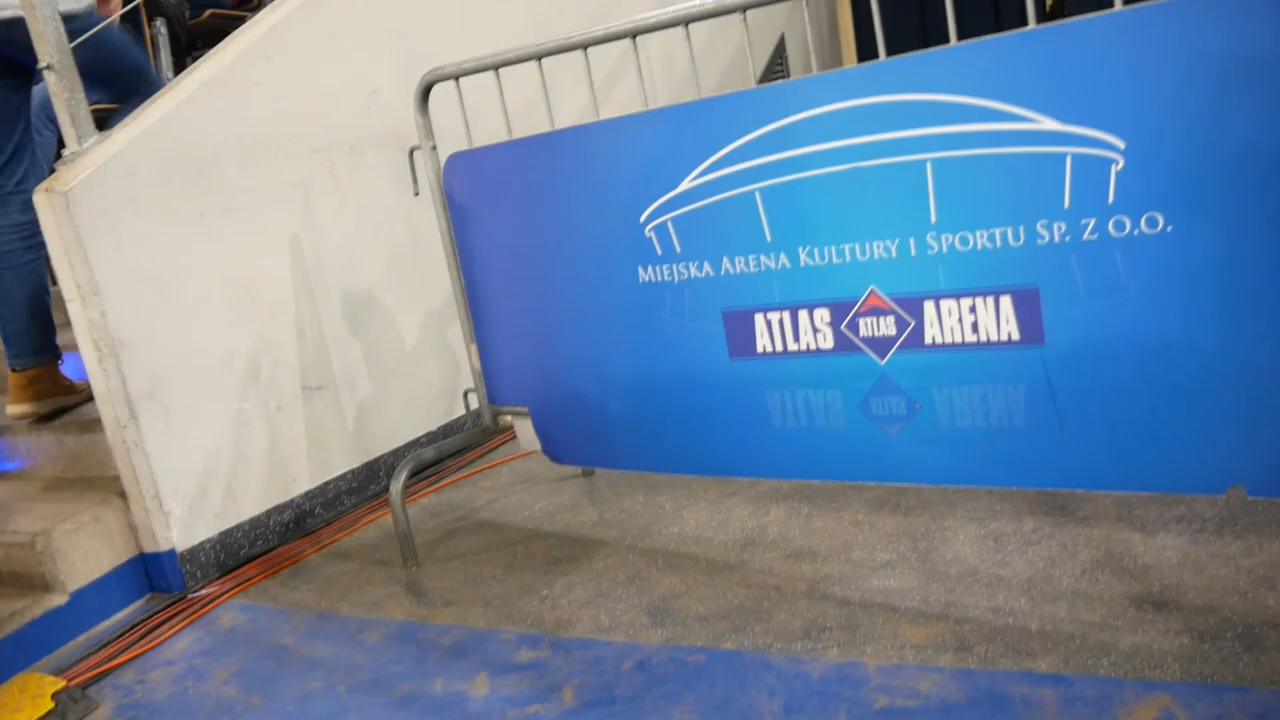 MIEJSKA ARENA KULTURY I SPORTU SP. Z O.O.
ATLAS ATLAS ARENA